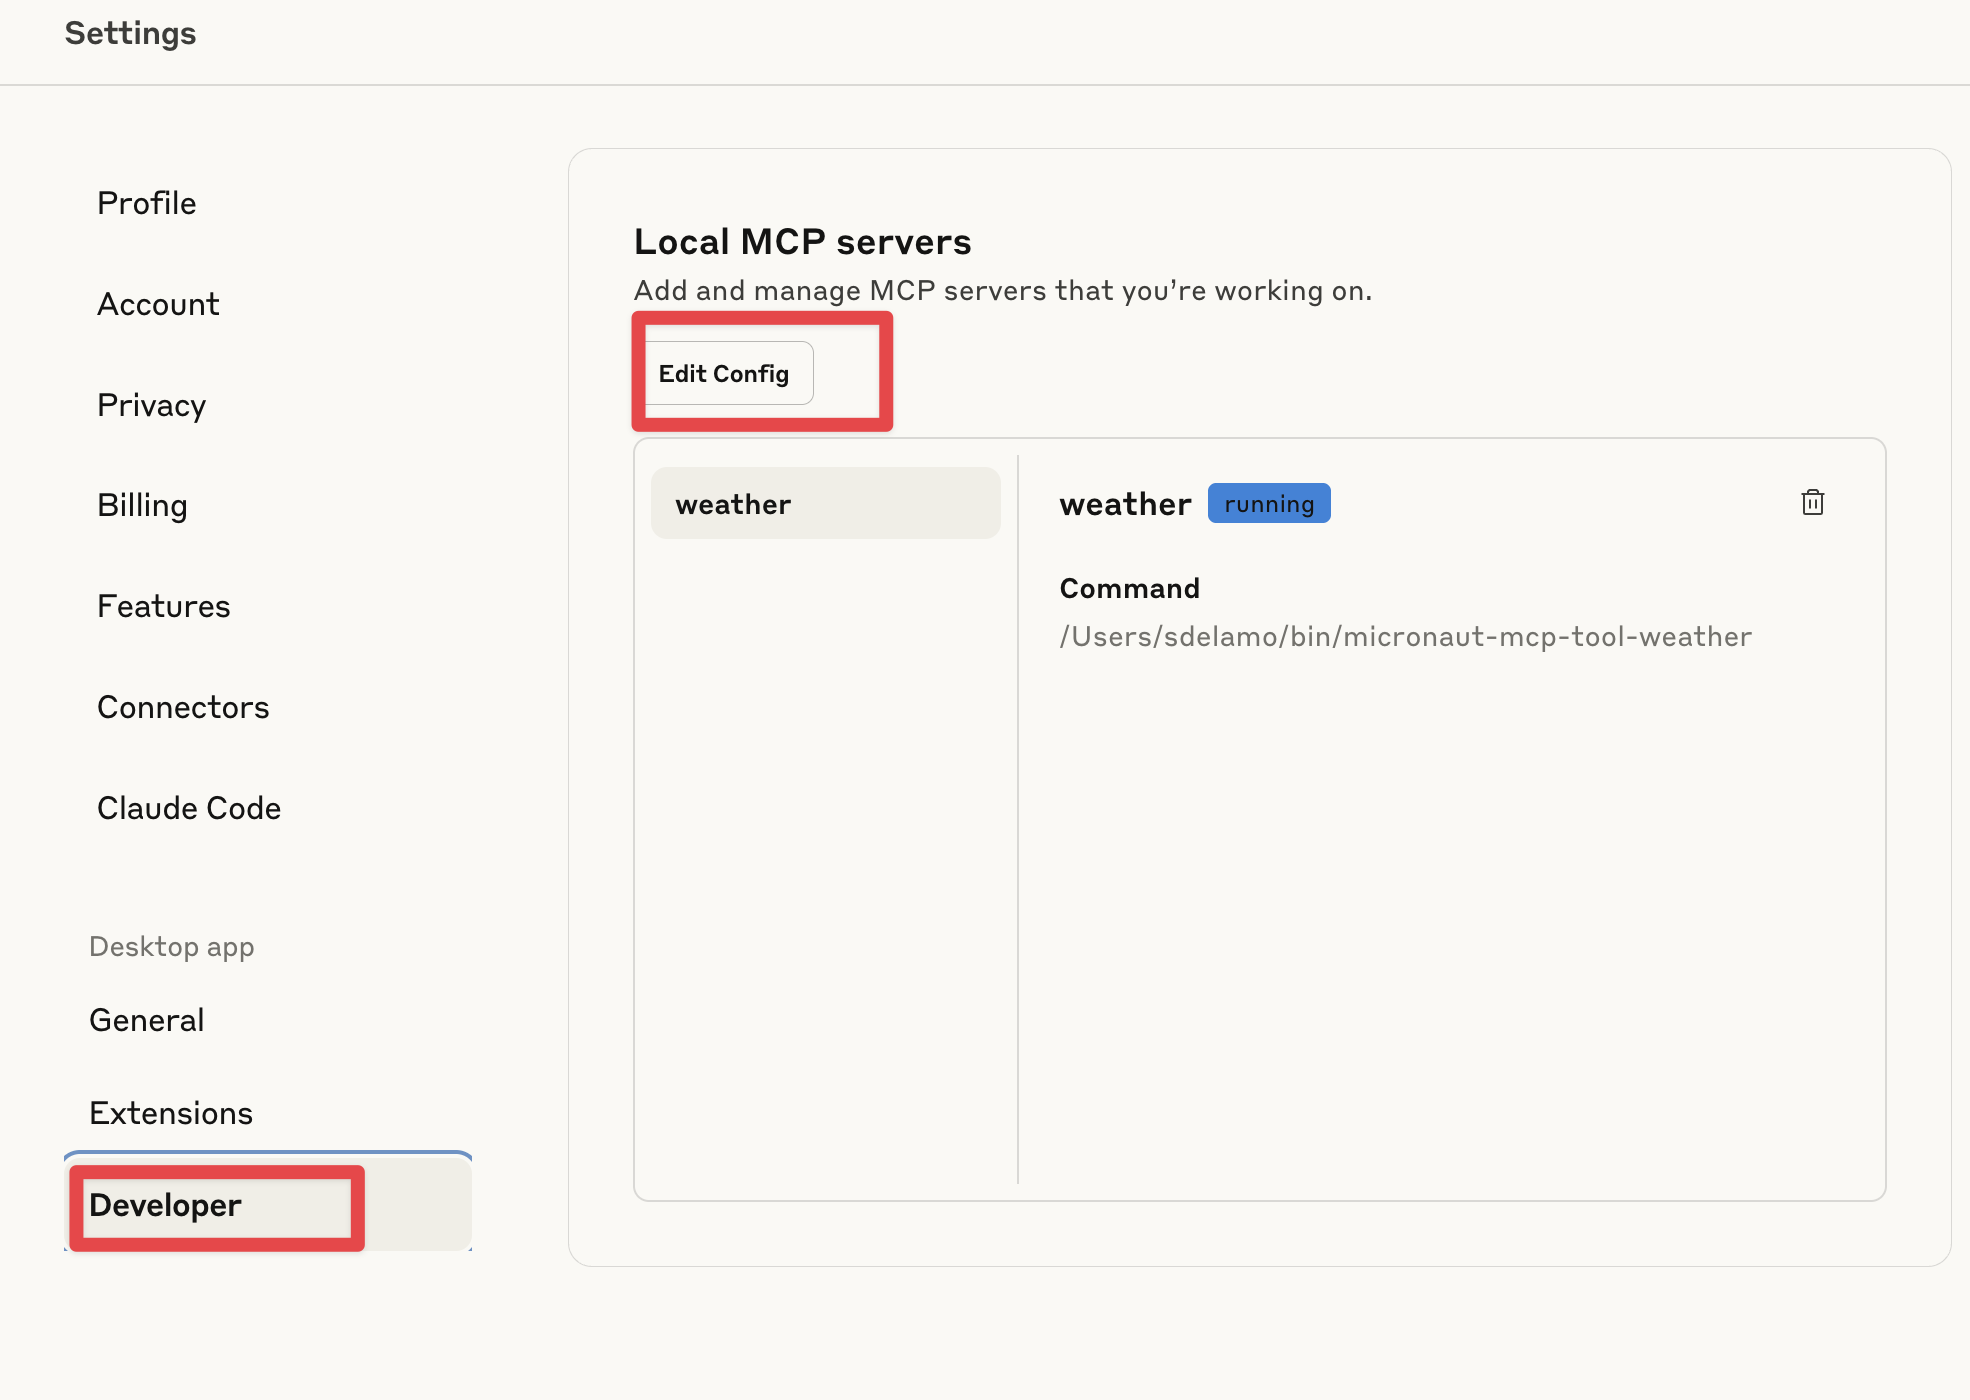 Settings
Profile
Account
Privacy
Billing
Features
Connectors
Claude Code
Desktop app
General
Extensions
Developer
Local MCP servers
Add and manage MCP servers that you’re working on.
Edit Config
weather
weather running
Command
/Users/sdelamo/bin/micronaut-mcp-tool-weather